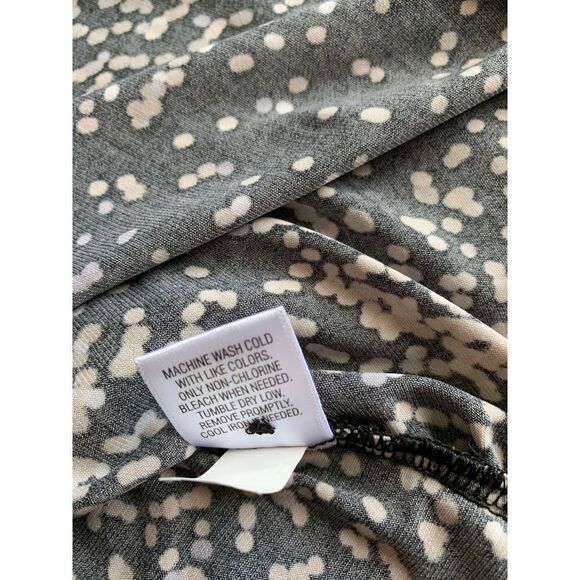 MACHINE WASH COLD
WITH LIKE COLORS.
ONLY NON-CHLORINE
BLEACH WHEN NEEDED.
TUMBLE DRY LOW.
REMOVE PROMPTLY.
COOL IRON NEEDED.